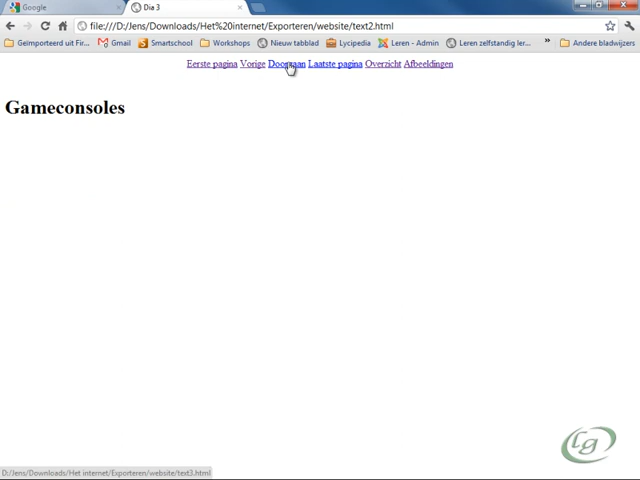 Google
Dia 3
file:///D:/Jens/Downloads/Het%20internet/Exporteren/website/text2.html
Geïmporteerd uit Fir... Gmail Smartschool Workshops Nieuw tabblad Lycipedia Leren - Admin Leren zelfstandig ler... » Andere bladwijzers
Eerste pagina Vorige Doorgaan Laatste pagina Overzicht Afbeeldingen
Gameconsoles
lg
D:/Jens/Downloads/Het internet/Exporteren/website/text3.html